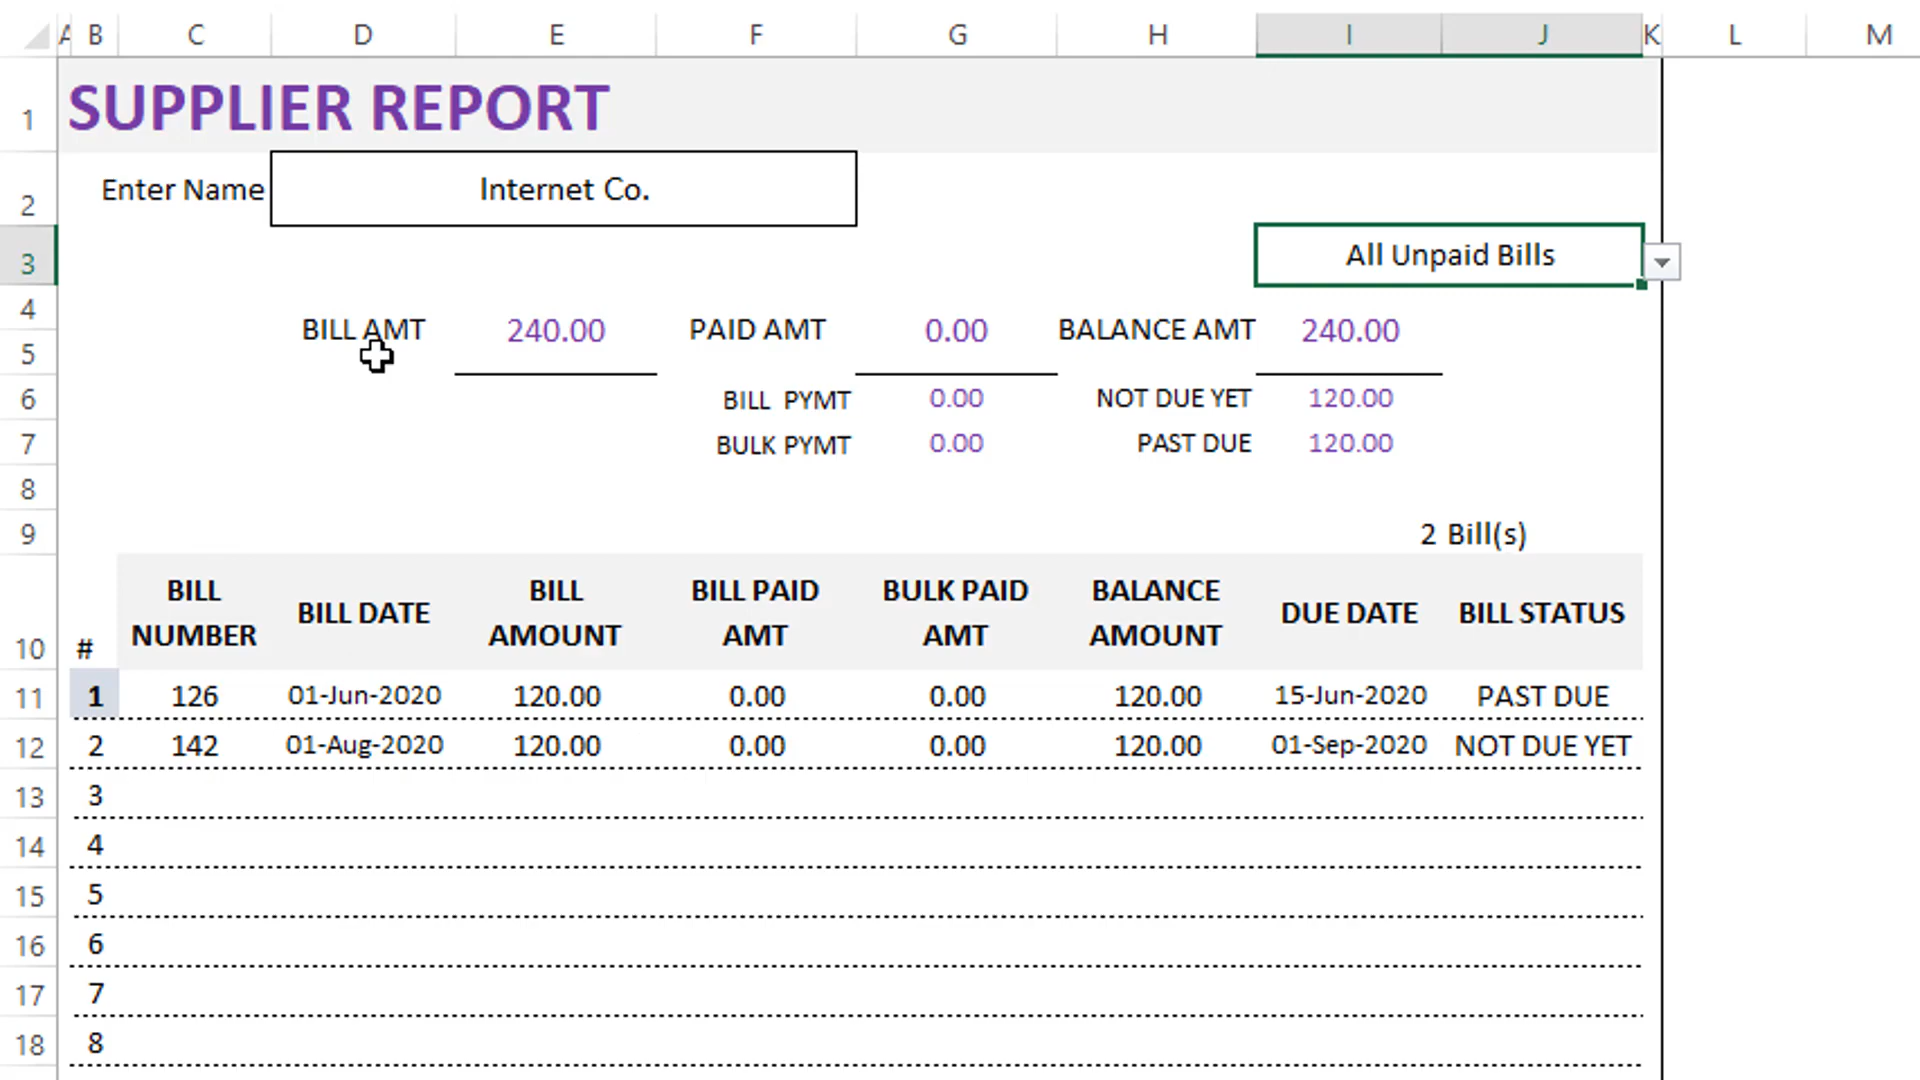 A B C D E F G H I J K L M
1 SUPPLIER REPORT
2 Enter Name Internet Co.
3 All Unpaid Bills
4
BILL AMT 240.00 PAID AMT 0.00 BALANCE AMT 240.00
5
6 BILL PYMT 0.00 NOT DUE YET 120.00
7 BULK PYMT 0.00 PAST DUE 120.00
8
9 2 Bill(s)
BILL BILL BILL PAID BULK PAID BALANCE
BILL DATE DUE DATE BILL STATUS
NUMBER AMOUNT AMT AMT AMOUNT
10 #
11 1 126 01-Jun-2020 120.00 0.00 0.00 120.00 15-Jun-2020 PAST DUE
12 2 142 01-Aug-2020 120.00 0.00 0.00 120.00 01-Sep-2020 NOT DUE YET
13 3
14 4
15 5
16 6
17 7
18 8